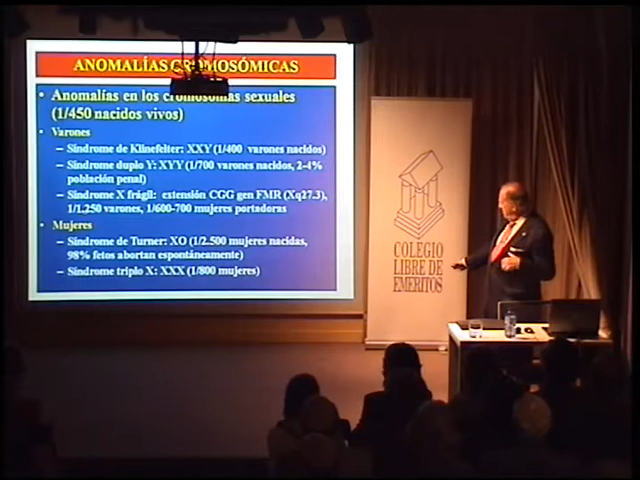 ANOMALÍAS CROMOSÓMICAS
• Anomalías en los cromosomas sexuales
(1/450 nacidos vivos)
• Varones
– Síndrome de Klinefelter: XXY (1/400 varones nacidos)
– Síndrome duplo Y: XYY (1/700 varones nacidos, 2-4%
población penal)
– Síndrome X frágil: extensión CGG gen FMR (Xq27.3),
1/1,250 varones, 1/600-700 mujeres portadoras
• Mujeres
– Síndrome de Turner: XO (1/2.500 mujeres nacidas,
98% fetos abortan espontáneamente)
– Síndrome triplo X: XXX (1/800 mujeres)
COLEGIO
LIBRE DE
EMERITOS